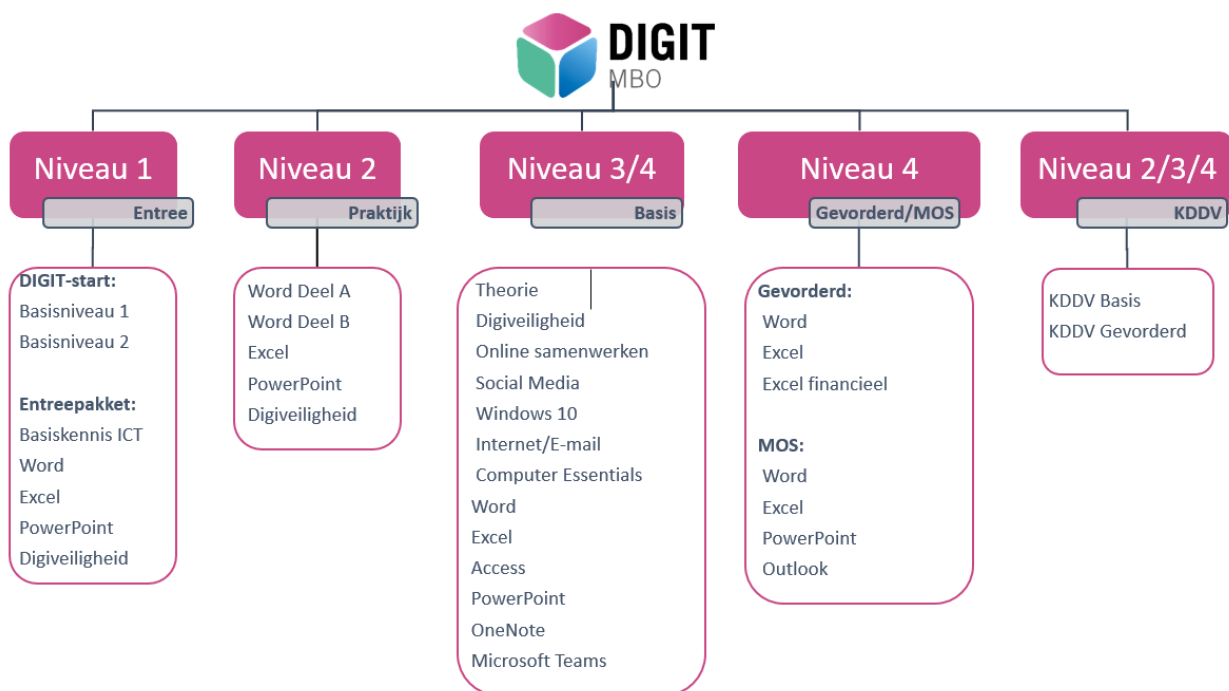 DIGIT
MBO
Niveau 1
Entree
DIGIT-start:
Basisniveau 1
Basisniveau 2
Entreepakket:
Basiskennis ICT
Word
Excel
PowerPoint
Digiveiligheid
Niveau 2
Praktijk
Word Deel A
Word Deel B
Excel
PowerPoint
Digiveiligheid
Niveau 3/4
Basis
Theorie
Digiveiligheid
Online samenwerken
Social Media
Windows 10
Internet/E-mail
Computer Essentials
Word
Excel
Access
PowerPoint
OneNote
Microsoft Teams
Niveau 4
Gevorderd/MOS
Gevorderd:
Word
Excel
Excel financieel
MOS:
Word
Excel
PowerPoint
Outlook
Niveau 2/3/4
KDDV
KDDV Basis
KDDV Gevorderd